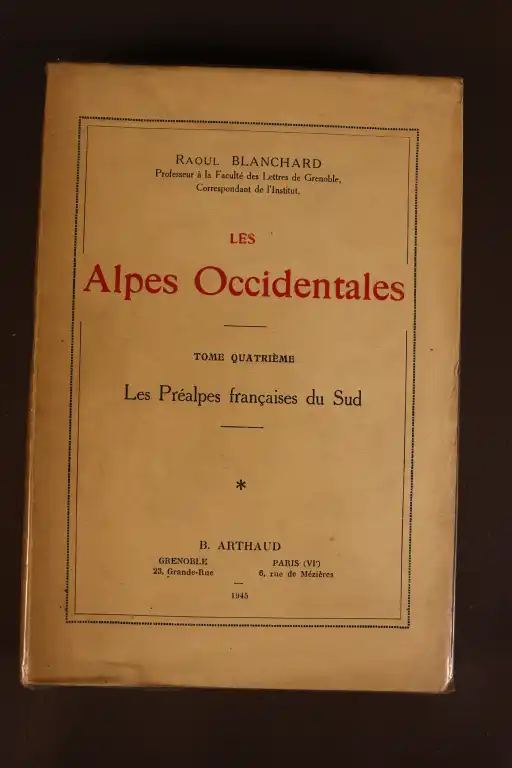 Raoul BLANCHARD
Professeur à la Faculté des Lettres de Grenoble,
Correspondant de l'Institut.
LES
Alpes Occidentales
TOME QUATRIÈME
Les Préalpes françaises du Sud
*
B. ARTHAUD
GRENOBLE PARIS (VIᵉ)
23, Grande-Rue 6, rue de Mézières
1945